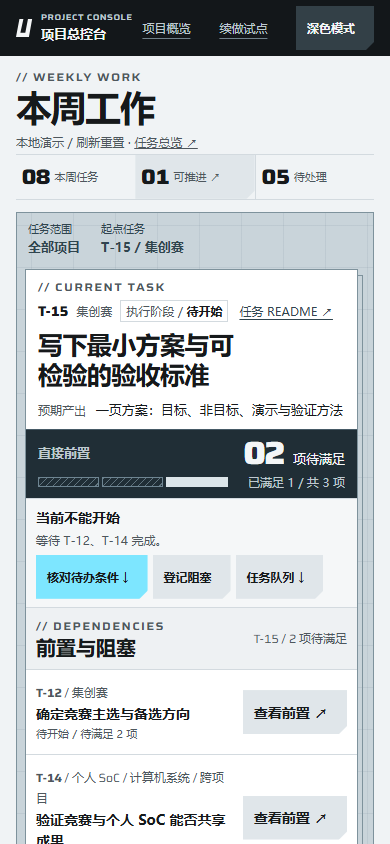 PROJECT CONSOLE
项目总控台
项目概览
续做试点
深色模式
// WEEKLY WORK
本周工作
本地演示 / 刷新重置 · 任务总览 ↗
08 本周任务
01 可推进 ↗
05 待处理
任务范围
起点任务
全部项目
T-15 / 集创赛
// CURRENT TASK
T-15 集创赛 执行阶段 / 待开始 任务 README ↗
写下最小方案与可
检验的验收标准
预期产出 一页方案：目标、非目标、演示与验证方法
直接前置
02 项待满足
已满足 1 / 共 3 项
当前不能开始
等待 T-12、T-14 完成。
核对待办条件 ↓
登记阻塞
任务队列 ↓
// DEPENDENCIES
前置与阻塞
T-15 / 2 项待满足
T-12 / 集创赛
确定竞赛主选与备选方向
待开始 / 待满足 2 项
查看前置 ↗
T-14 / 个人 SoC / 计算机系统 / 跨项
目
验证竞赛与个人 SoC 能否共享
成果
查看前置 ↗